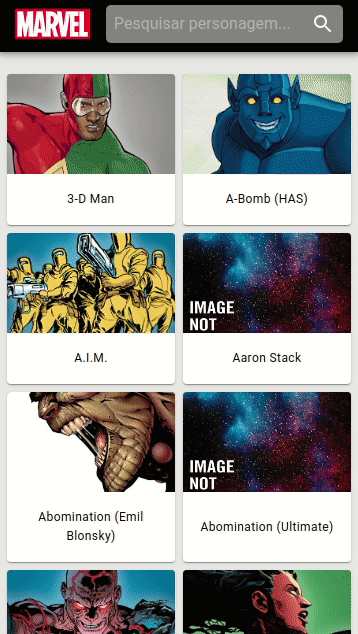 MARVEL
Pesquisar personagem...
3-D Man
A-Bomb (HAS)
A.I.M.
IMAGE
NOT
Aaron Stack
Abomination (Emil
Blonsky)
IMAGE
NOT
Abomination (Ultimate)